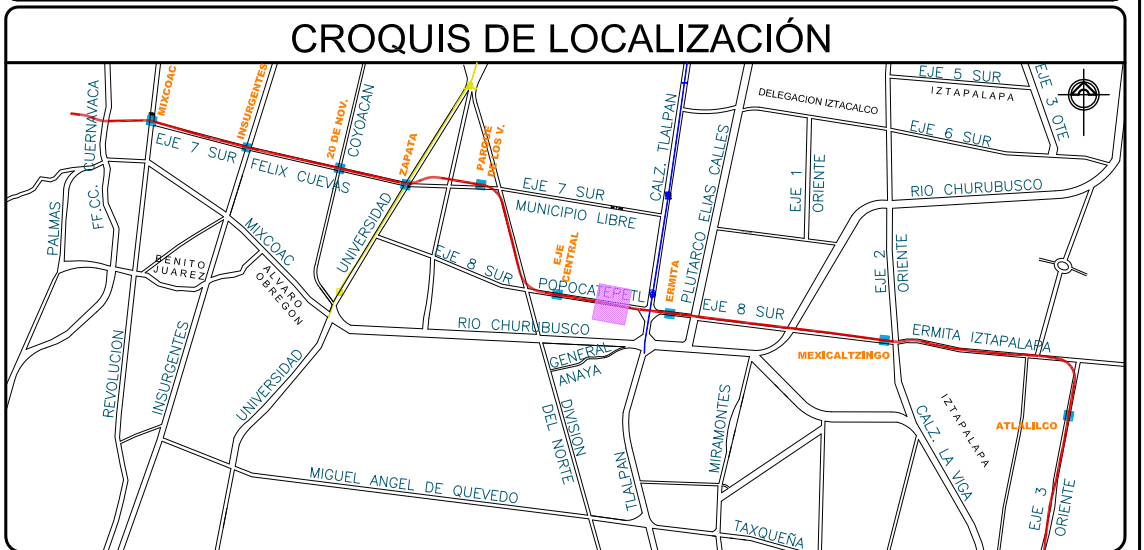 CROQUIS DE LOCALIZACIÓN
FF.CC. CUERNAVACA
MIXCOAC
INSURGENTES
20 DE NOV.
COYOACAN
ZAPATA
PARQUE
DE LOS V.
CALZ. TLALPAN
PLUTARCO ELIAS CALLES
DELEGACION IZTACALCO
EJE 5 SUR
IZTAPALAPA
EJE 3 OTE
EJE 6 SUR
EJE 7 SUR
FELIX CUEVAS
EJE 7 SUR
MUNICIPIO LIBRE
EJE 1
ORIENTE
RIO CHURUBUSCO
PALMAS
MIXCOAC
UNIVERSIDAD
BENITO
JUAREZ
ALVARO
OBREGON
EJE 8 SUR
EJE
CENTRAL
POPOCATEPETL
ERMITA
EJE 8 SUR
EJE 2
ORIENTE
ERMITA IZTAPALAPA
RIO CHURUBUSCO
MEXICALTZINGO
GENERAL
ANAYA
REVOLUCION
INSURGENTES
UNIVERSIDAD
DIVISION
DEL NORTE
TLALPAN
MIRAMONTES
CALZ. LA VIGA
IZTAPALAPA
ATLALILCO
MIGUEL ANGEL DE QUEVEDO
TAXQUEÑA
EJE 3
ORIENTE